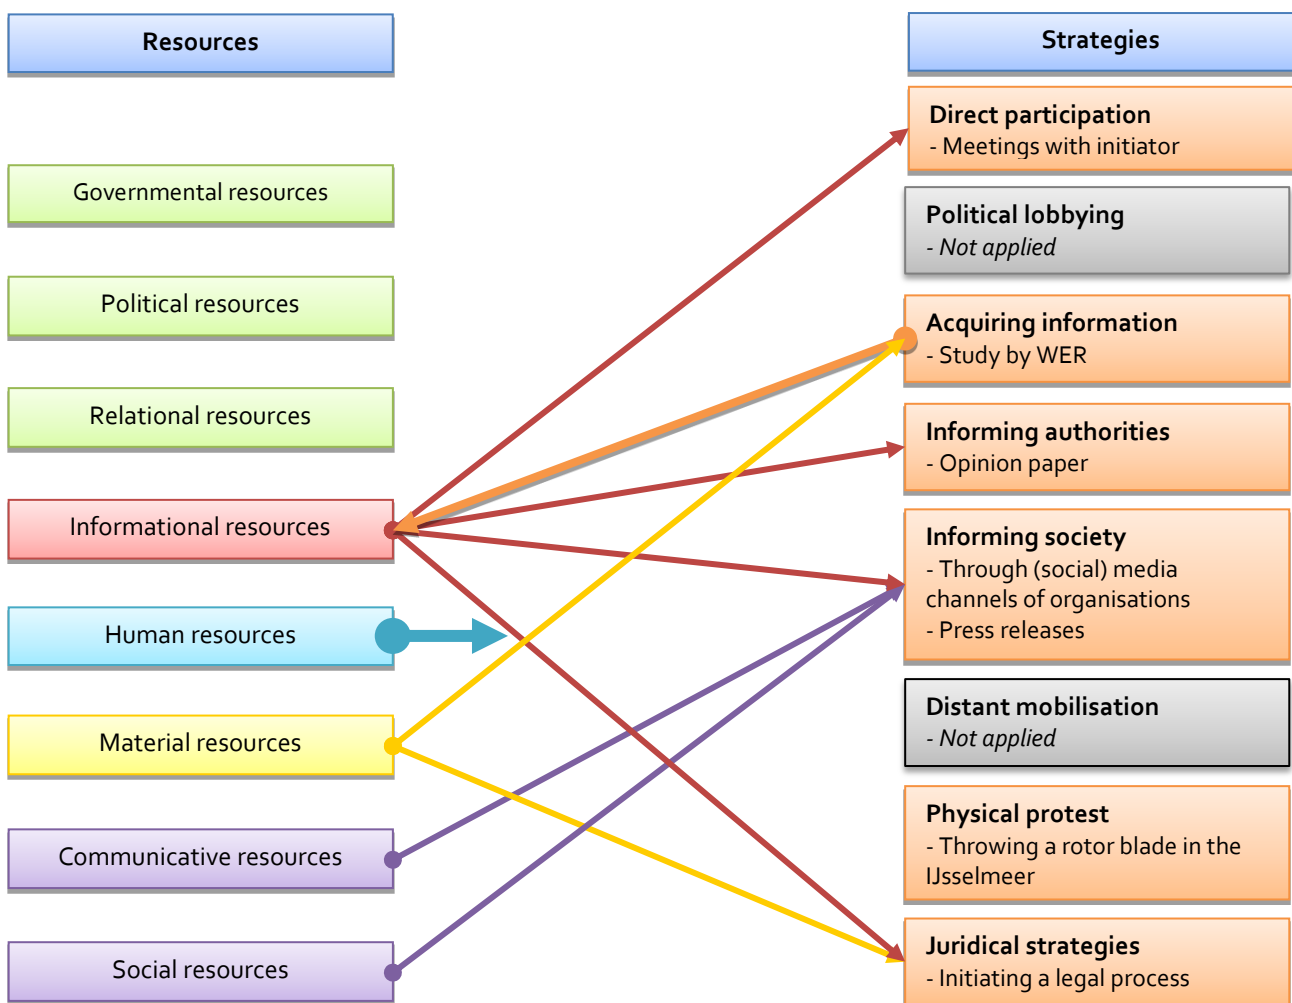 Resources
Governmental resources
Political resources
Relational resources
Informational resources
Human resources
Material resources
Communicative resources
Social resources
Strategies
Direct participation
- Meetings with initiator
Political lobbying
- Not applied
Acquiring information
- Study by WER
Informing authorities
- Opinion paper
Informing society
- Through (social) media
channels of organisations
- Press releases
Distant mobilisation
- Not applied
Physical protest
- Throwing a rotor blade in the
IJsselmeer
Juridical strategies
- Initiating a legal process